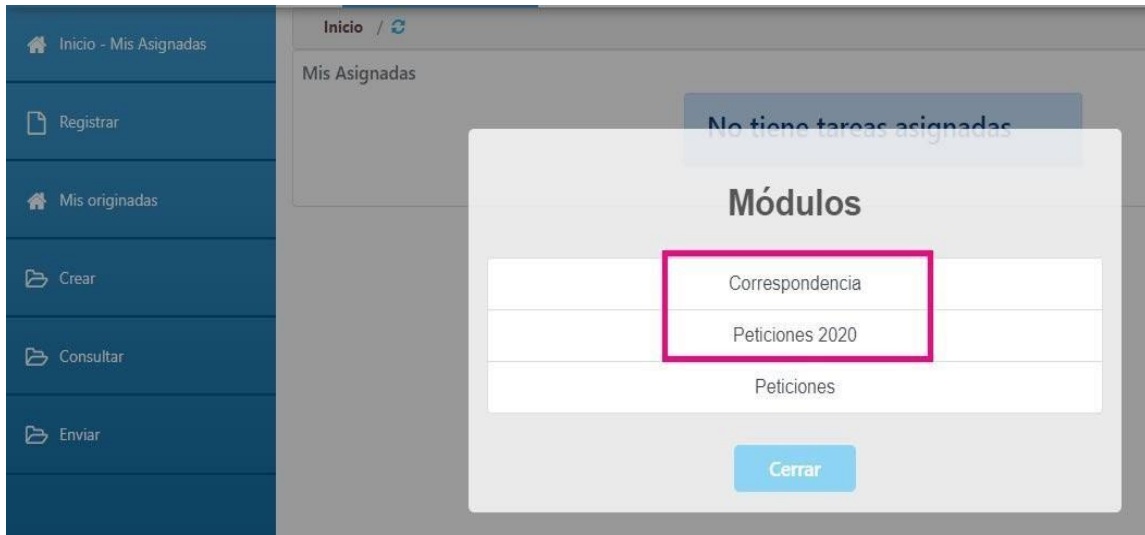 Inicio - Mis Asignadas
Registrar
Mis originadas
Crear
Consultar
Enviar
Inicio /
Mis Asignadas
No tiene tareas asignadas
Módulos
Correspondencia
Peticiones 2020
Peticiones
Cerrar